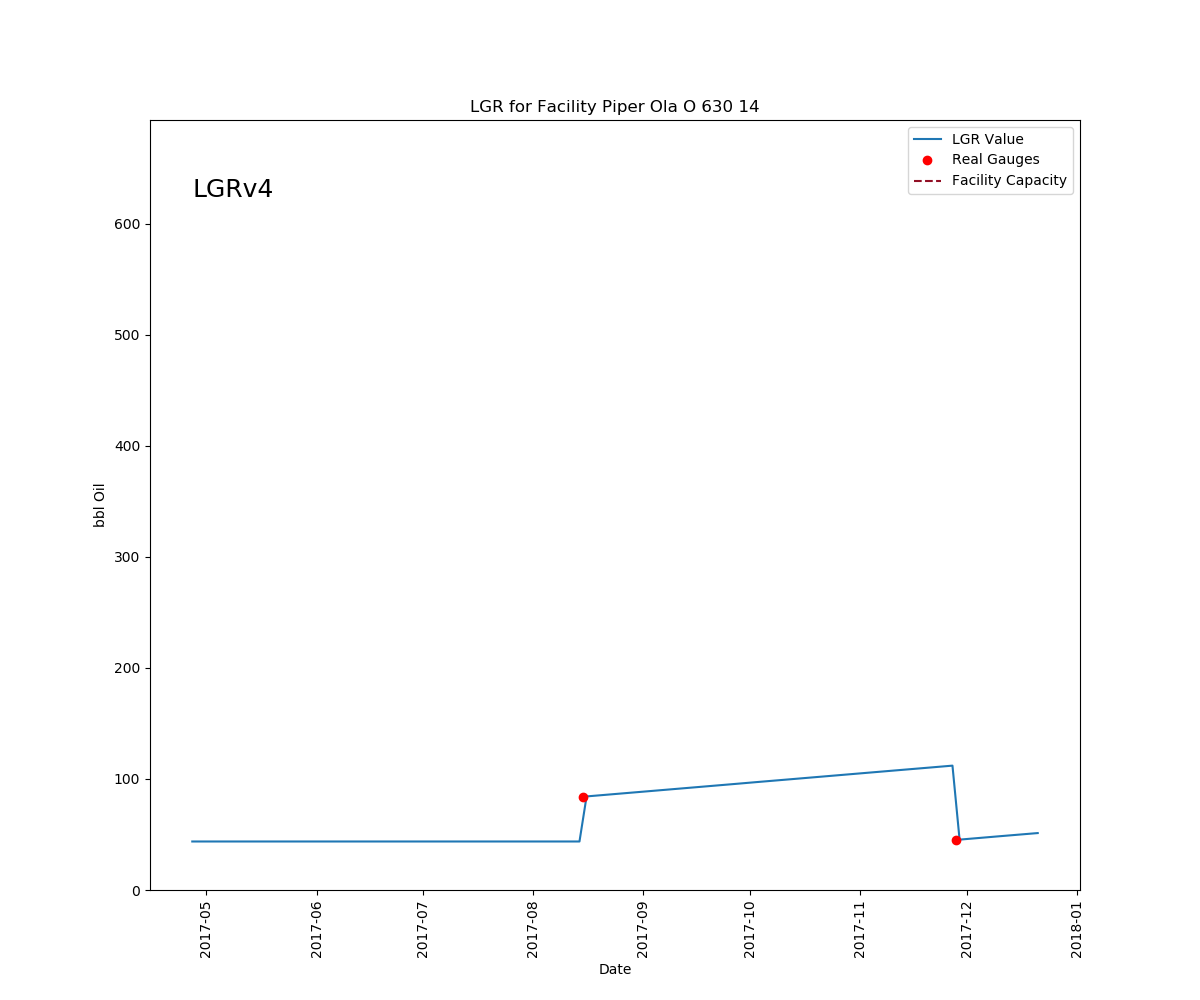 LGR for Facility Piper Ola O 630 14
LGR Value
Real Gauges
Facility Capacity
LGRv4
600
500
400
300
200
100
0
bbl Oil
2017-05
2017-06
2017-07
2017-08
2017-09
2017-10
2017-11
2017-12
2018-01
Date